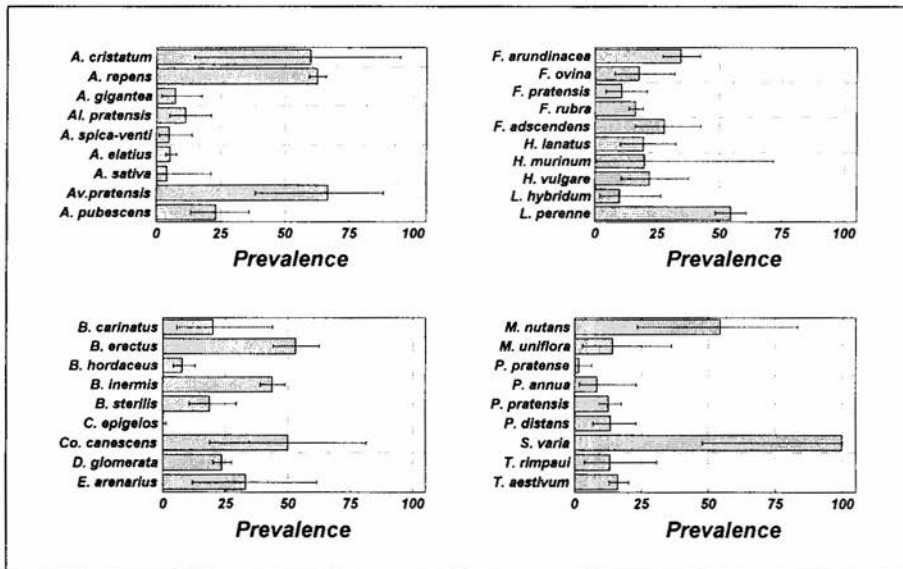 A. cristatum
A. repens
A. gigantea
Al. pratensis
A. spica-venti
A. elatius
A. sativa
Av.pratensis
A. pubescens
0 25 50 75 100
Prevalence
F. arundinacea
F. ovina
F. pratensis
F. rubra
F. adscendens
H. lanatus
H. murinum
H. vulgare
L. hybridum
L. perenne
0 25 50 75 100
Prevalence
B. carinatus
B. erectus
B. hordaceus
B. inermis
B. sterilis
C. epigelos
Co. canescens
D. glomerata
E. arenarius
0 25 50 75 100
Prevalence
M. nutans
M. uniflora
P. pratense
P. annua
P. pratensis
P. distans
S. varia
T. rimpaui
T. aestivum
0 25 50 75 100
Prevalence